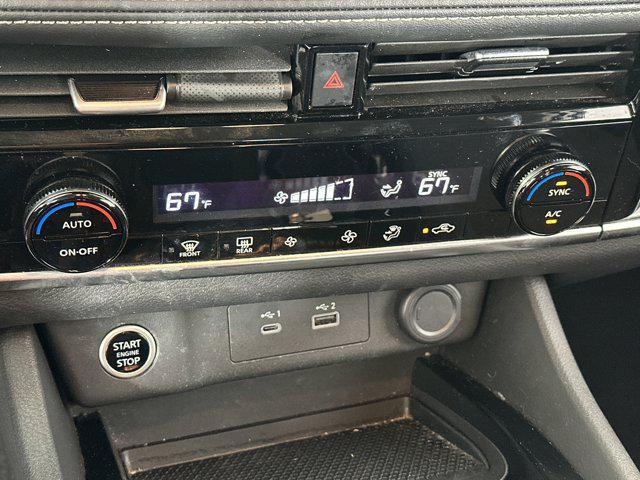 SYNC
67°F
67°F
AUTO
ON·OFF
SYNC
A/C
FRONT
REAR
1
2
START
ENGINE
STOP